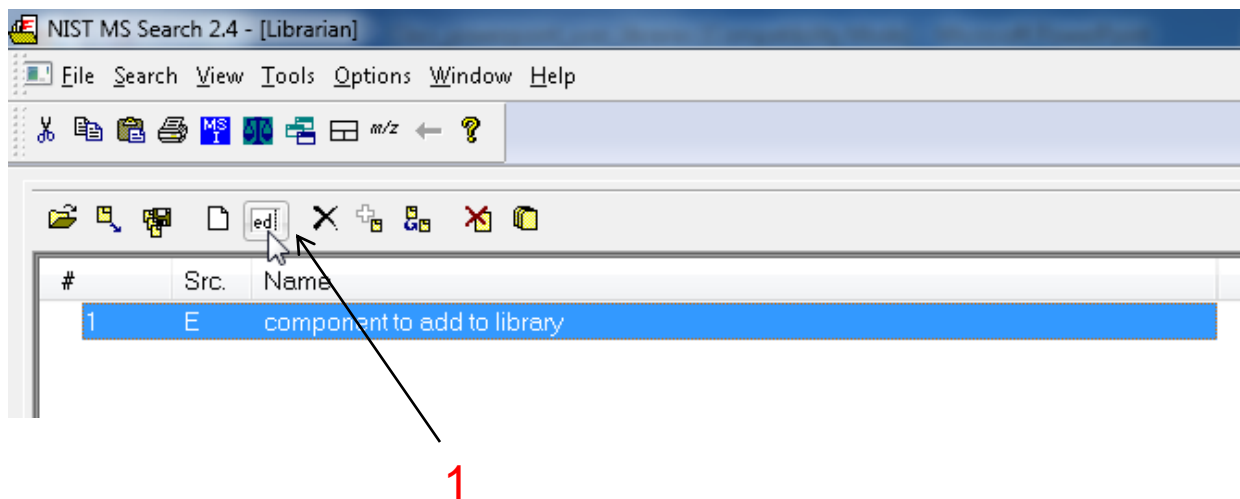 NIST MS Search 2.4 - [Librarian]
File Search View Tools Options Window Help
MS I m/z ?
ed
# Src. Name
1 E component to add to library
1